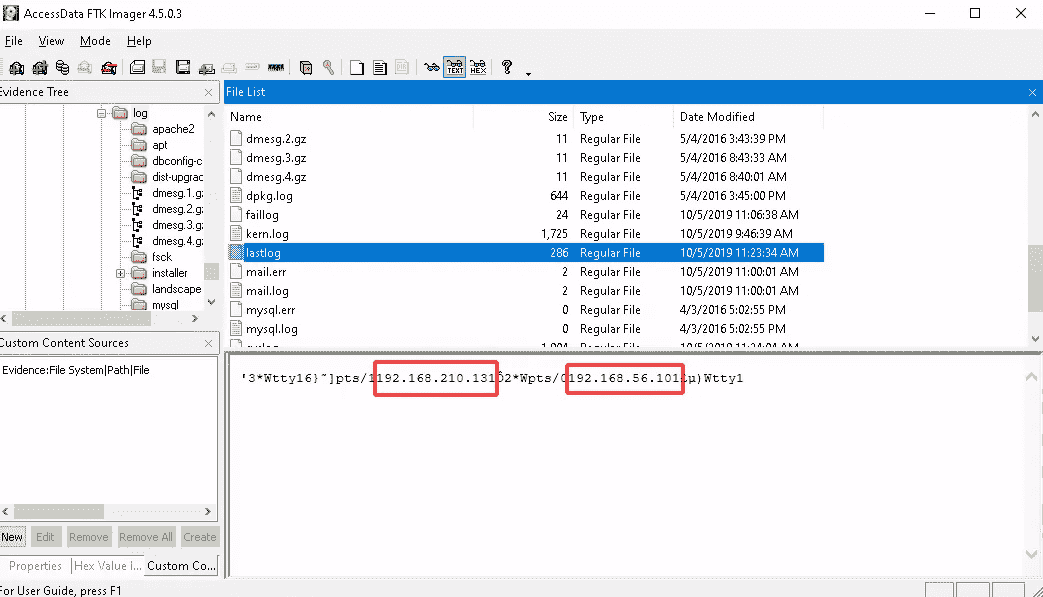 AccessData FTK Imager 4.5.0.3
File View Mode Help
TEXT HEX
Evidence Tree
File List
log
apache2
apt
dbconfig-c
dist-upgrac
dmesg.1.gz
dmesg.2.gz
dmesg.3.gz
dmesg.4.gz
fsck
installer
landscape
mysql
Name Size Type Date Modified
dmesg.2.gz 11 Regular File 5/4/2016 3:43:39 PM
dmesg.3.gz 11 Regular File 5/4/2016 8:43:33 AM
dmesg.4.gz 11 Regular File 5/4/2016 8:40:01 AM
dpkg.log 644 Regular File 5/4/2016 3:45:00 PM
faillog 24 Regular File 10/5/2019 11:06:38 AM
kern.log 1,725 Regular File 10/5/2019 9:46:39 AM
lastlog 286 Regular File 10/5/2019 11:23:34 AM
mail.err 2 Regular File 10/5/2019 11:00:01 AM
mail.log 2 Regular File 10/5/2019 11:00:01 AM
mysql.err 0 Regular File 4/3/2016 5:02:55 PM
mysql.log 0 Regular File 4/3/2016 5:02:55 PM
Custom Content Sources
Evidence:File System|Path|File
New Edit Remove Remove All Create
Properties Hex Value I... Custom Co...
'3*Wtty16}~]pts/1192.168.210.131Ô2*Wpts/0192.168.56.101 µ)Wtty1
For User Guide, press F1